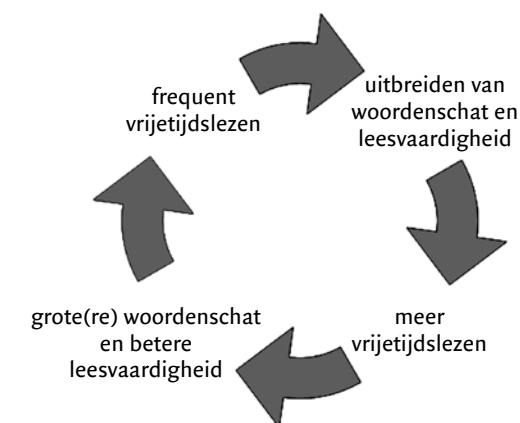 frequent
vrijetijdslezen
uitbreiden van
woordenschat en
leesvaardigheid
meer
vrijetijdslezen
grote(re) woordenschat
en betere
leesvaardigheid